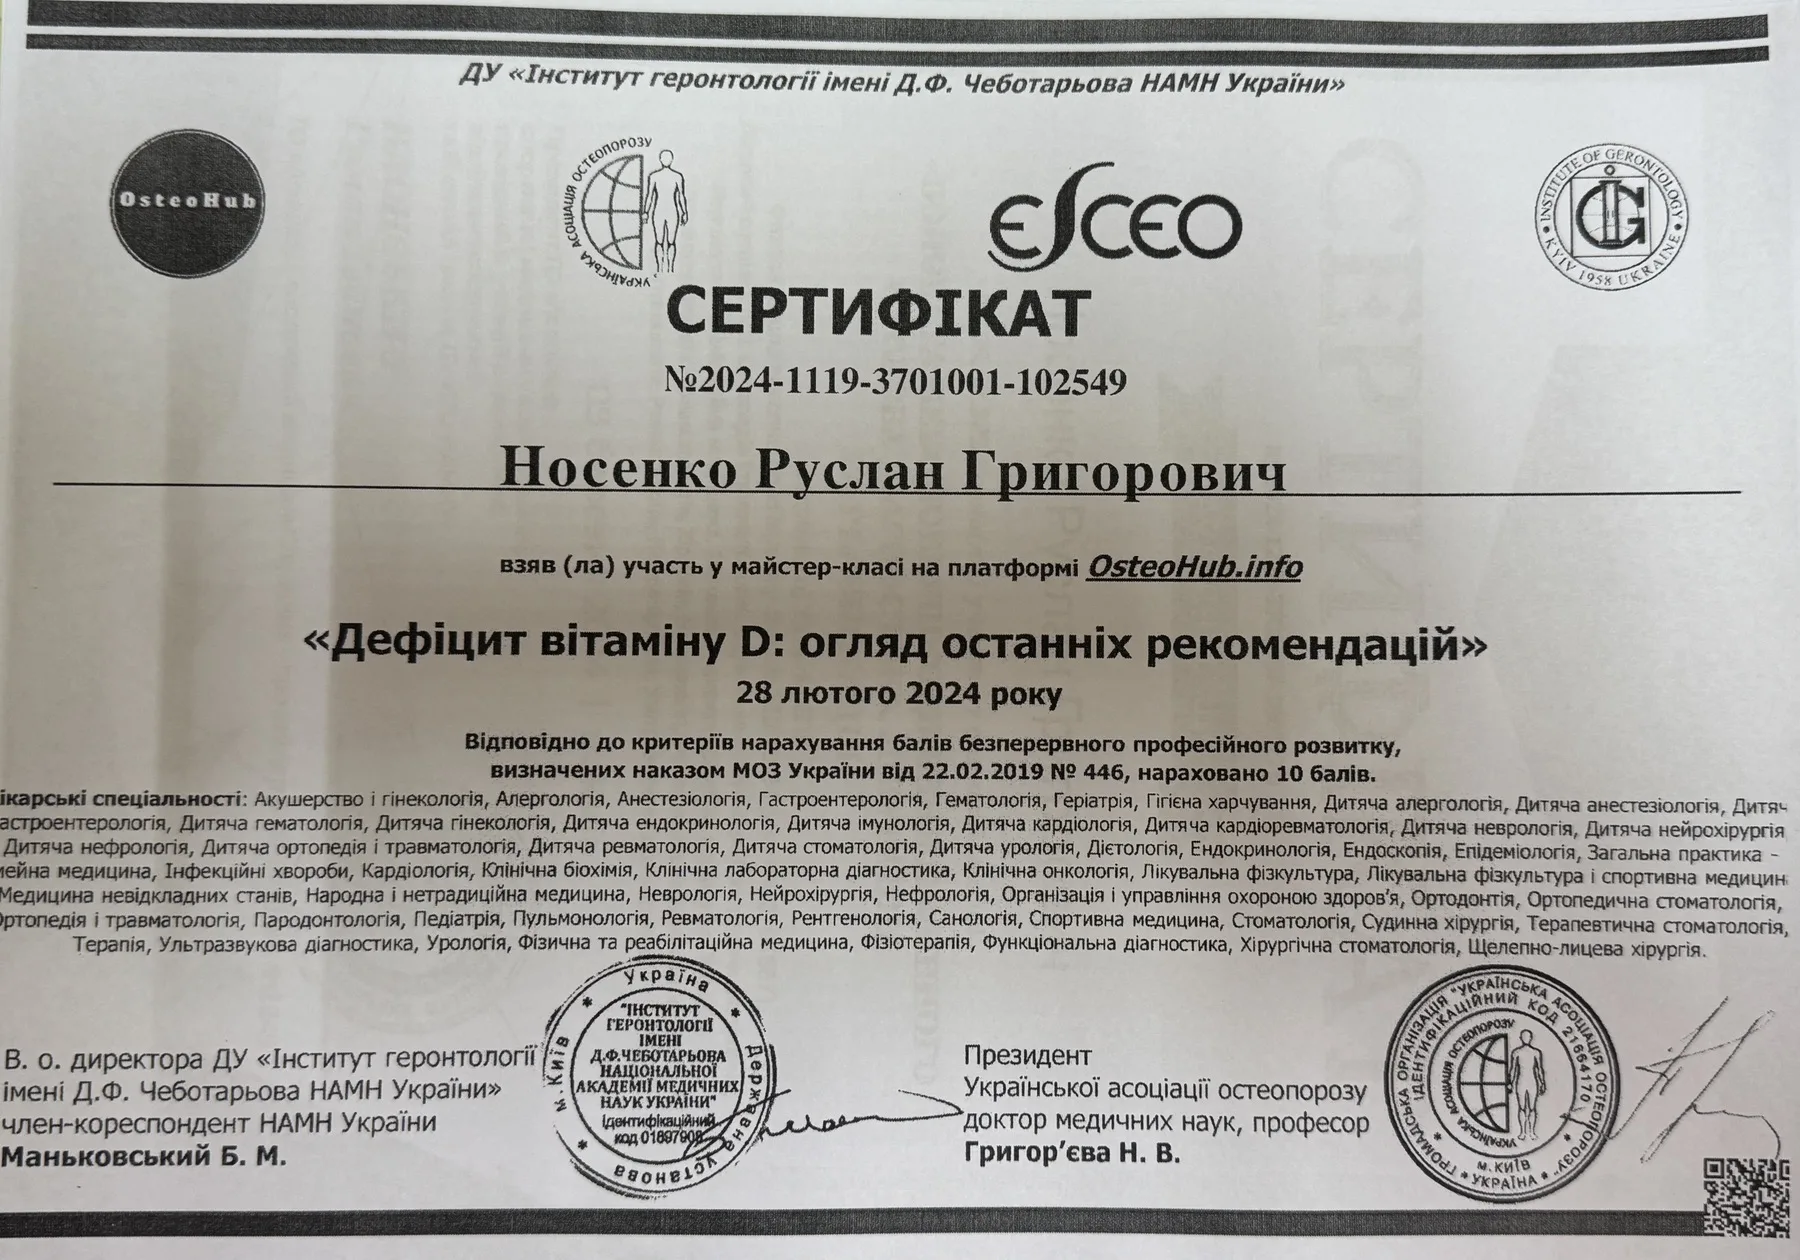 ДУ «Інститут геронтології імені Д.Ф. Чеботарьова НАМН України»
OsteoHub
УКРАЇНСЬКА АСОЦІАЦІЯ ОСТЕОПОРОЗУ
ESCEO
INSTITUTE OF GERONTOLOGY
KYIV 1958 UKRAINE
СЕРТИФІКАТ
№2024-1119-3701001-102549
Носенко Руслан Григорович
взяв (ла) участь у майстер-класі на платформі OsteoHub.info
«Дефіцит вітаміну D: огляд останніх рекомендацій»
28 лютого 2024 року
Відповідно до критеріїв нарахування балів безперервного професійного розвитку,
визначених наказом МОЗ України від 22.02.2019 № 446, нараховано 10 балів.
ікарські спеціальності: Акушерство і гінекологія, Алергологія, Анестезіологія, Гастроентерологія, Гематологія, Геріатрія, Гігієна харчування, Дитяча алергологія, Дитяча анестезіологія, Дитяч
астроентерологія, Дитяча гематологія, Дитяча гінекологія, Дитяча ендокринологія, Дитяча імунологія, Дитяча кардіологія, Дитяча кардіоревматологія, Дитяча неврологія, Дитяча нейрохірургія
Дитяча нефрологія, Дитяча ортопедія і травматологія, Дитяча ревматологія, Дитяча стоматологія, Дитяча урологія, Дієтологія, Ендокринологія, Ендоскопія, Епідеміологія, Загальна практика -
мейна медицина, Інфекційні хвороби, Кардіологія, Клінічна біохімія, Клінічна лабораторна діагностика, Клінічна онкологія, Лікувальна фізкультура, Лікувальна фізкультура і спортивна медицин
Медицина невідкладних станів, Народна і нетрадиційна медицина, Неврологія, Нейрохірургія, Нефрологія, Організація і управління охороною здоров'я, Ортодонтія, Ортопедична стоматологія,
Ортопедія і травматологія, Пародонтологія, Педіатрія, Пульмонологія, Ревматологія, Рентгенологія, Санологія, Спортивна медицина, Стоматологія, Судинна хірургія, Терапевтична стоматологія,
Терапія, Ультразвукова діагностика, Урологія, Фізична та реабілітаційна медицина, Фізіотерапія, Функціональна діагностика, Хірургічна стоматологія, Щелепно-лицева хірургія.
В. о. директора ДУ «Інститут геронтології
імені Д.Ф. Чеботарьова НАМН України»
член-кореспондент НАМН України
Маньковський Б. М.
Україна * Державна установа * м. Київ *
"ІНСТИТУТ
ГЕРОНТОЛОГІЇ
ІМЕНІ
Д.Ф.ЧЕБОТАРЬОВА
НАЦІОНАЛЬНОЇ
АКАДЕМІЇ МЕДИЧНИХ
НАУК УКРАЇНИ"
Ідентифікаційний
код 01897908
Президент
Української асоціації остеопорозу
доктор медичних наук, професор
Григор’єва Н. В.
ГРОМАДСЬКА ОРГАНІЗАЦІЯ "УКРАЇНСЬКА АСОЦІАЦІЯ ОСТЕОПОРОЗУ"
ІДЕНТИФІКАЦІЙНИЙ КОД 21664170
УКРАЇНСЬКА АСОЦІАЦІЯ ОСТЕОПОРОЗУ
м.КИЇВ
УКРАЇНА